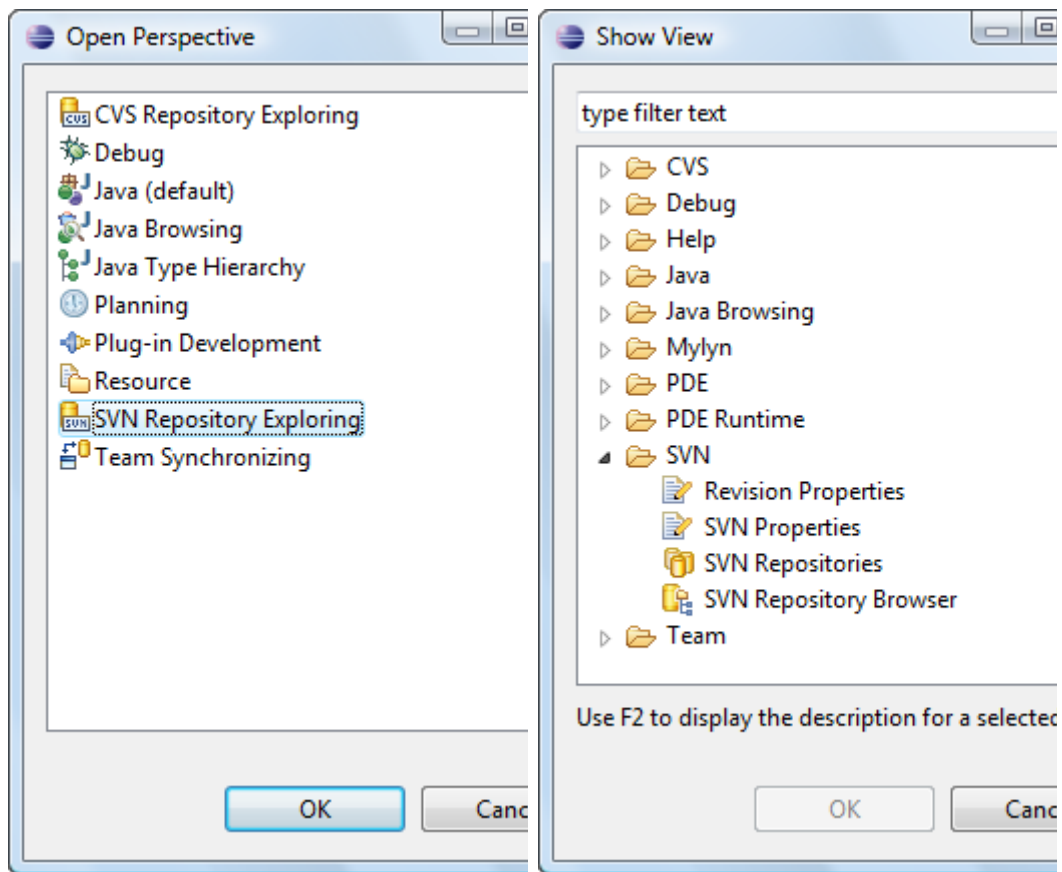 Open Perspective
CVS Repository Exploring
Debug
Java (default)
Java Browsing
Java Type Hierarchy
Planning
Plug-in Development
Resource
SVN Repository Exploring
Team Synchronizing
OK
Canc
Show View
type filter text
CVS
Debug
Help
Java
Java Browsing
Mylyn
PDE
PDE Runtime
SVN
Revision Properties
SVN Properties
SVN Repositories
SVN Repository Browser
Team
Use F2 to display the description for a selected
OK
Canc